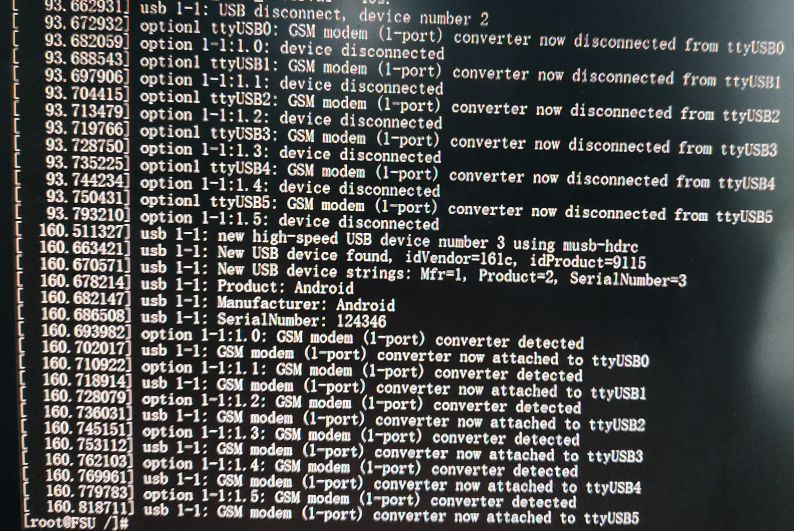 [ 93.662931] usb 1-1: USB disconnect, device number 2
[ 93.672932] option1 ttyUSB0: GSM modem (1-port) converter now disconnected from ttyUSB0
[ 93.682059] option 1-1:1.0: device disconnected
[ 93.688543] option1 ttyUSB1: GSM modem (1-port) converter now disconnected from ttyUSB1
[ 93.697906] option 1-1:1.1: device disconnected
[ 93.704415] option1 ttyUSB2: GSM modem (1-port) converter now disconnected from ttyUSB2
[ 93.713479] option 1-1:1.2: device disconnected
[ 93.719766] option1 ttyUSB3: GSM modem (1-port) converter now disconnected from ttyUSB3
[ 93.728750] option 1-1:1.3: device disconnected
[ 93.735225] option1 ttyUSB4: GSM modem (1-port) converter now disconnected from ttyUSB4
[ 93.744234] option 1-1:1.4: device disconnected
[ 93.750431] option1 ttyUSB5: GSM modem (1-port) converter now disconnected from ttyUSB5
[ 93.793210] option 1-1:1.5: device disconnected
[ 160.511327] usb 1-1: new high-speed USB device number 3 using musb-hdrc
[ 160.663421] usb 1-1: New USB device found, idVendor=161c, idProduct=9115
[ 160.670571] usb 1-1: New USB device strings: Mfr=1, Product=2, SerialNumber=3
[ 160.678214] usb 1-1: Product: Android
[ 160.682147] usb 1-1: Manufacturer: Android
[ 160.686508] usb 1-1: SerialNumber: 124346
[ 160.693982] option 1-1:1.0: GSM modem (1-port) converter detected
[ 160.702017] usb 1-1: GSM modem (1-port) converter now attached to ttyUSB0
[ 160.710922] option 1-1:1.1: GSM modem (1-port) converter detected
[ 160.718914] usb 1-1: GSM modem (1-port) converter now attached to ttyUSB1
[ 160.728079] option 1-1:1.2: GSM modem (1-port) converter detected
[ 160.736031] usb 1-1: GSM modem (1-port) converter now attached to ttyUSB2
[ 160.745151] option 1-1:1.3: GSM modem (1-port) converter detected
[ 160.753112] usb 1-1: GSM modem (1-port) converter now attached to ttyUSB3
[ 160.762103] option 1-1:1.4: GSM modem (1-port) converter detected
[ 160.769961] usb 1-1: GSM modem (1-port) converter now attached to ttyUSB4
[ 160.779783] option 1-1:1.5: GSM modem (1-port) converter detected
[ 160.818711] usb 1-1: GSM modem (1-port) converter now attached to ttyUSB5
[root@FSU /]#